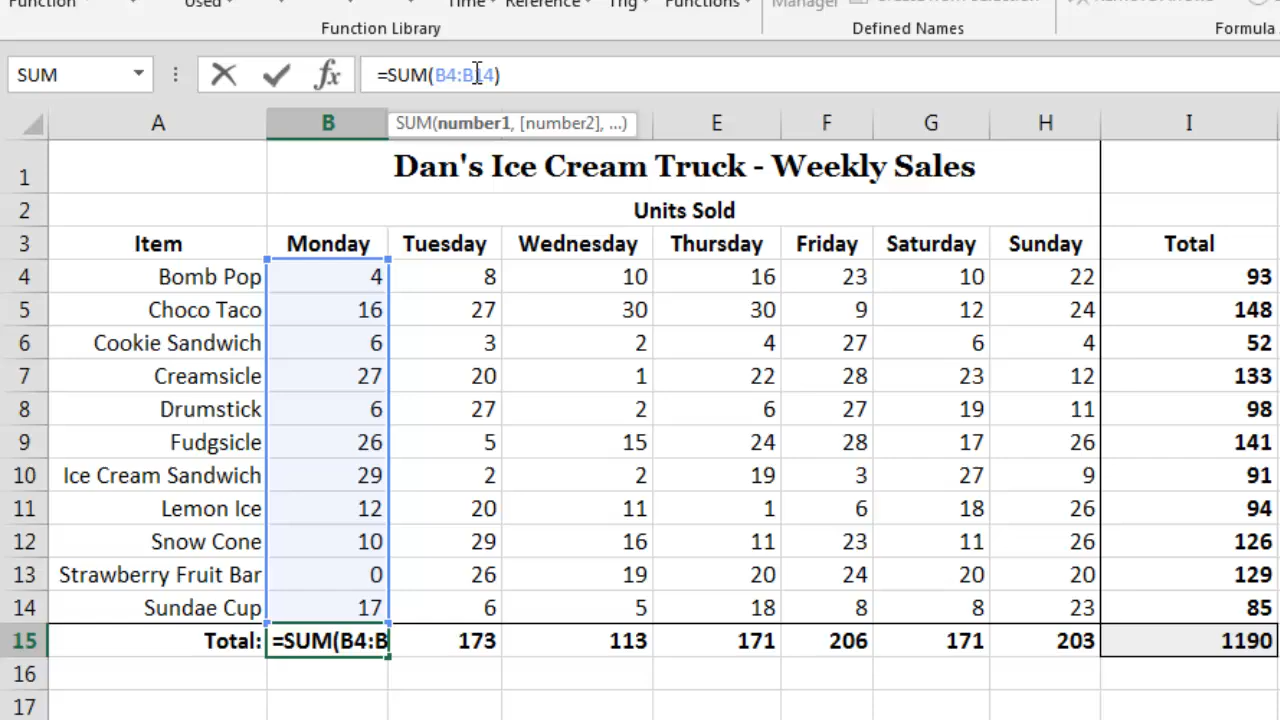 Function Used Time Reference Trig Functions Manager
Function Library Defined Names Formula
SUM fx =SUM(B4:B14)
A B SUM(number1, [number2], ...) E F G H I
1 Dan's Ice Cream Truck - Weekly Sales
2 Units Sold
3 Item Monday Tuesday Wednesday Thursday Friday Saturday Sunday Total
4 Bomb Pop 4 8 10 16 23 10 22 93
5 Choco Taco 16 27 30 30 9 12 24 148
6 Cookie Sandwich 6 3 2 4 27 6 4 52
7 Creamsicle 27 20 1 22 28 23 12 133
8 Drumstick 6 27 2 6 27 19 11 98
9 Fudgsicle 26 5 15 24 28 17 26 141
10 Ice Cream Sandwich 29 2 2 19 3 27 9 91
11 Lemon Ice 12 20 11 1 6 18 26 94
12 Snow Cone 10 29 16 11 23 11 26 126
13 Strawberry Fruit Bar 0 26 19 20 24 20 20 129
14 Sundae Cup 17 6 5 18 8 8 23 85
15 Total: =SUM(B4:B 173 113 171 206 171 203 1190
16
17